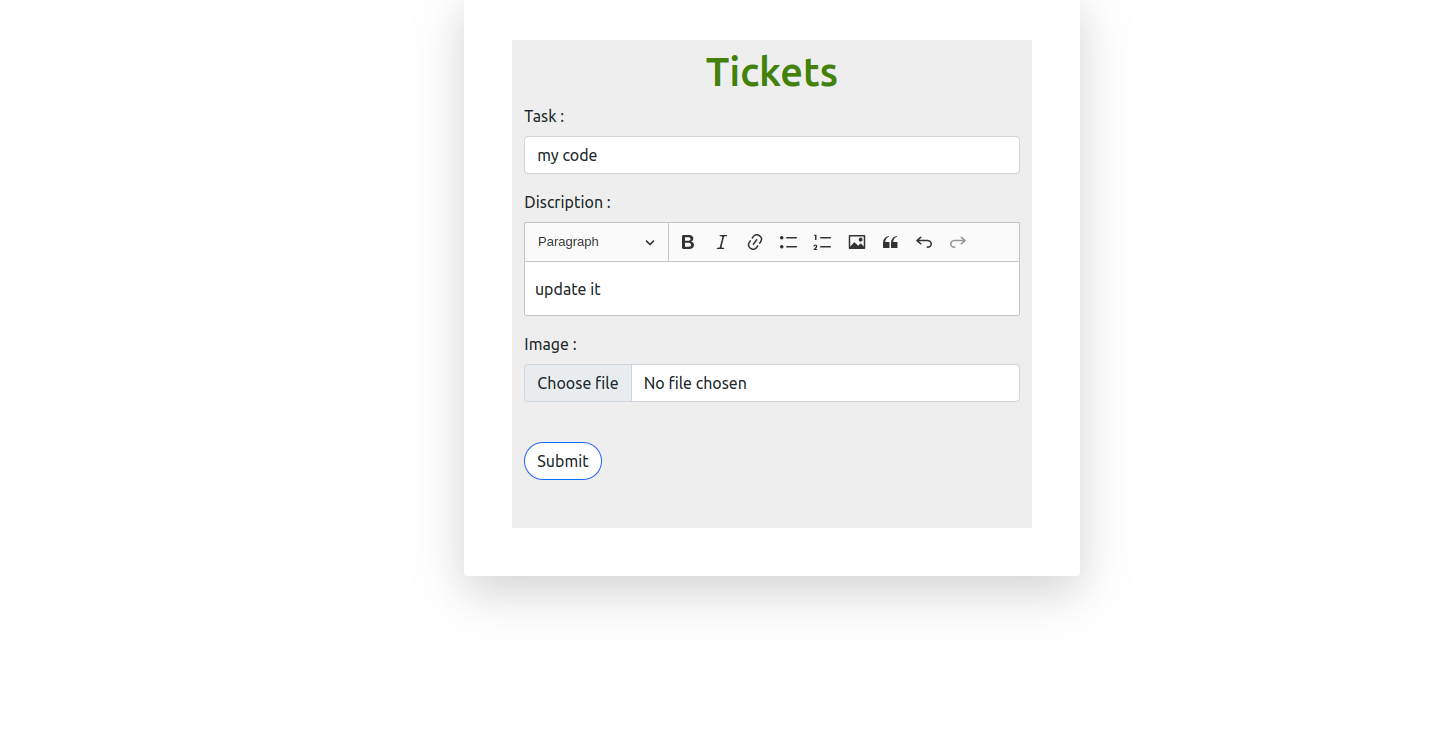 Tickets
Task :
my code
Discription :
Paragraph
update it
Image :
Choose file No file chosen
Submit